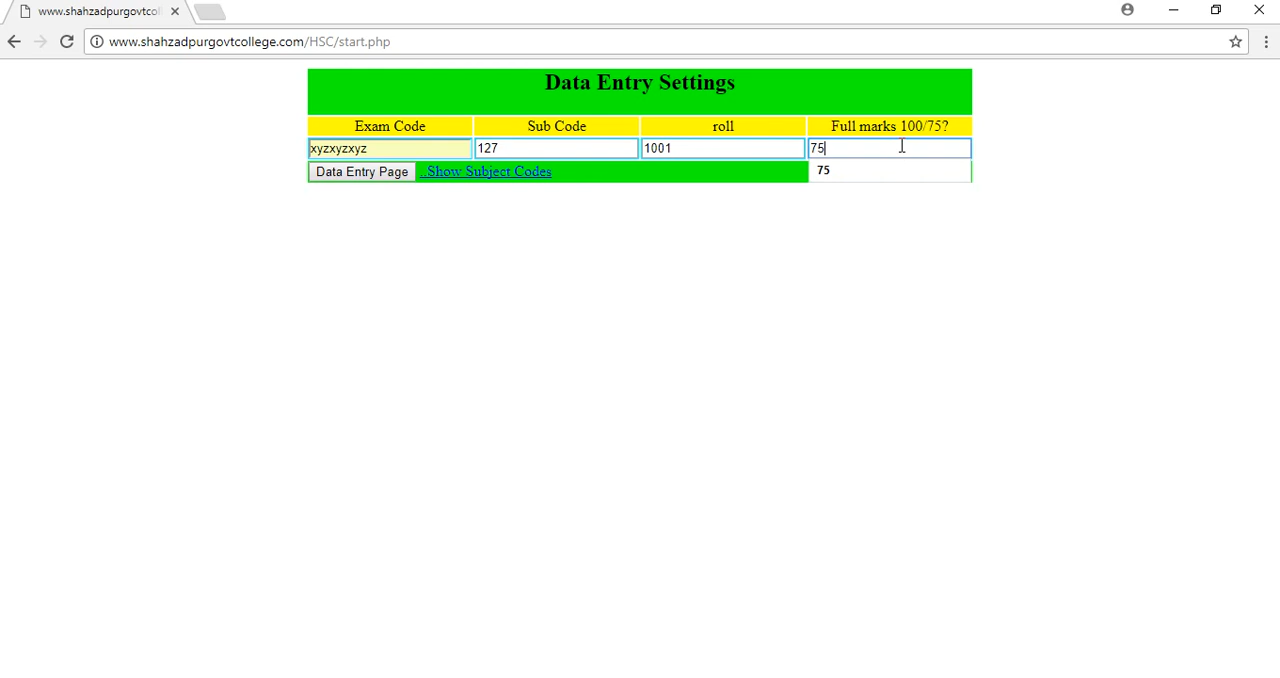 www.shahzadpurgovtcol
www.shahzadpurgovtcollege.com/HSC/start.php
Data Entry Settings
Exam Code Sub Code roll Full marks 100/75?
xyzxyzxyz 127 1001 75
Data Entry Page ..Show Subject Codes 75